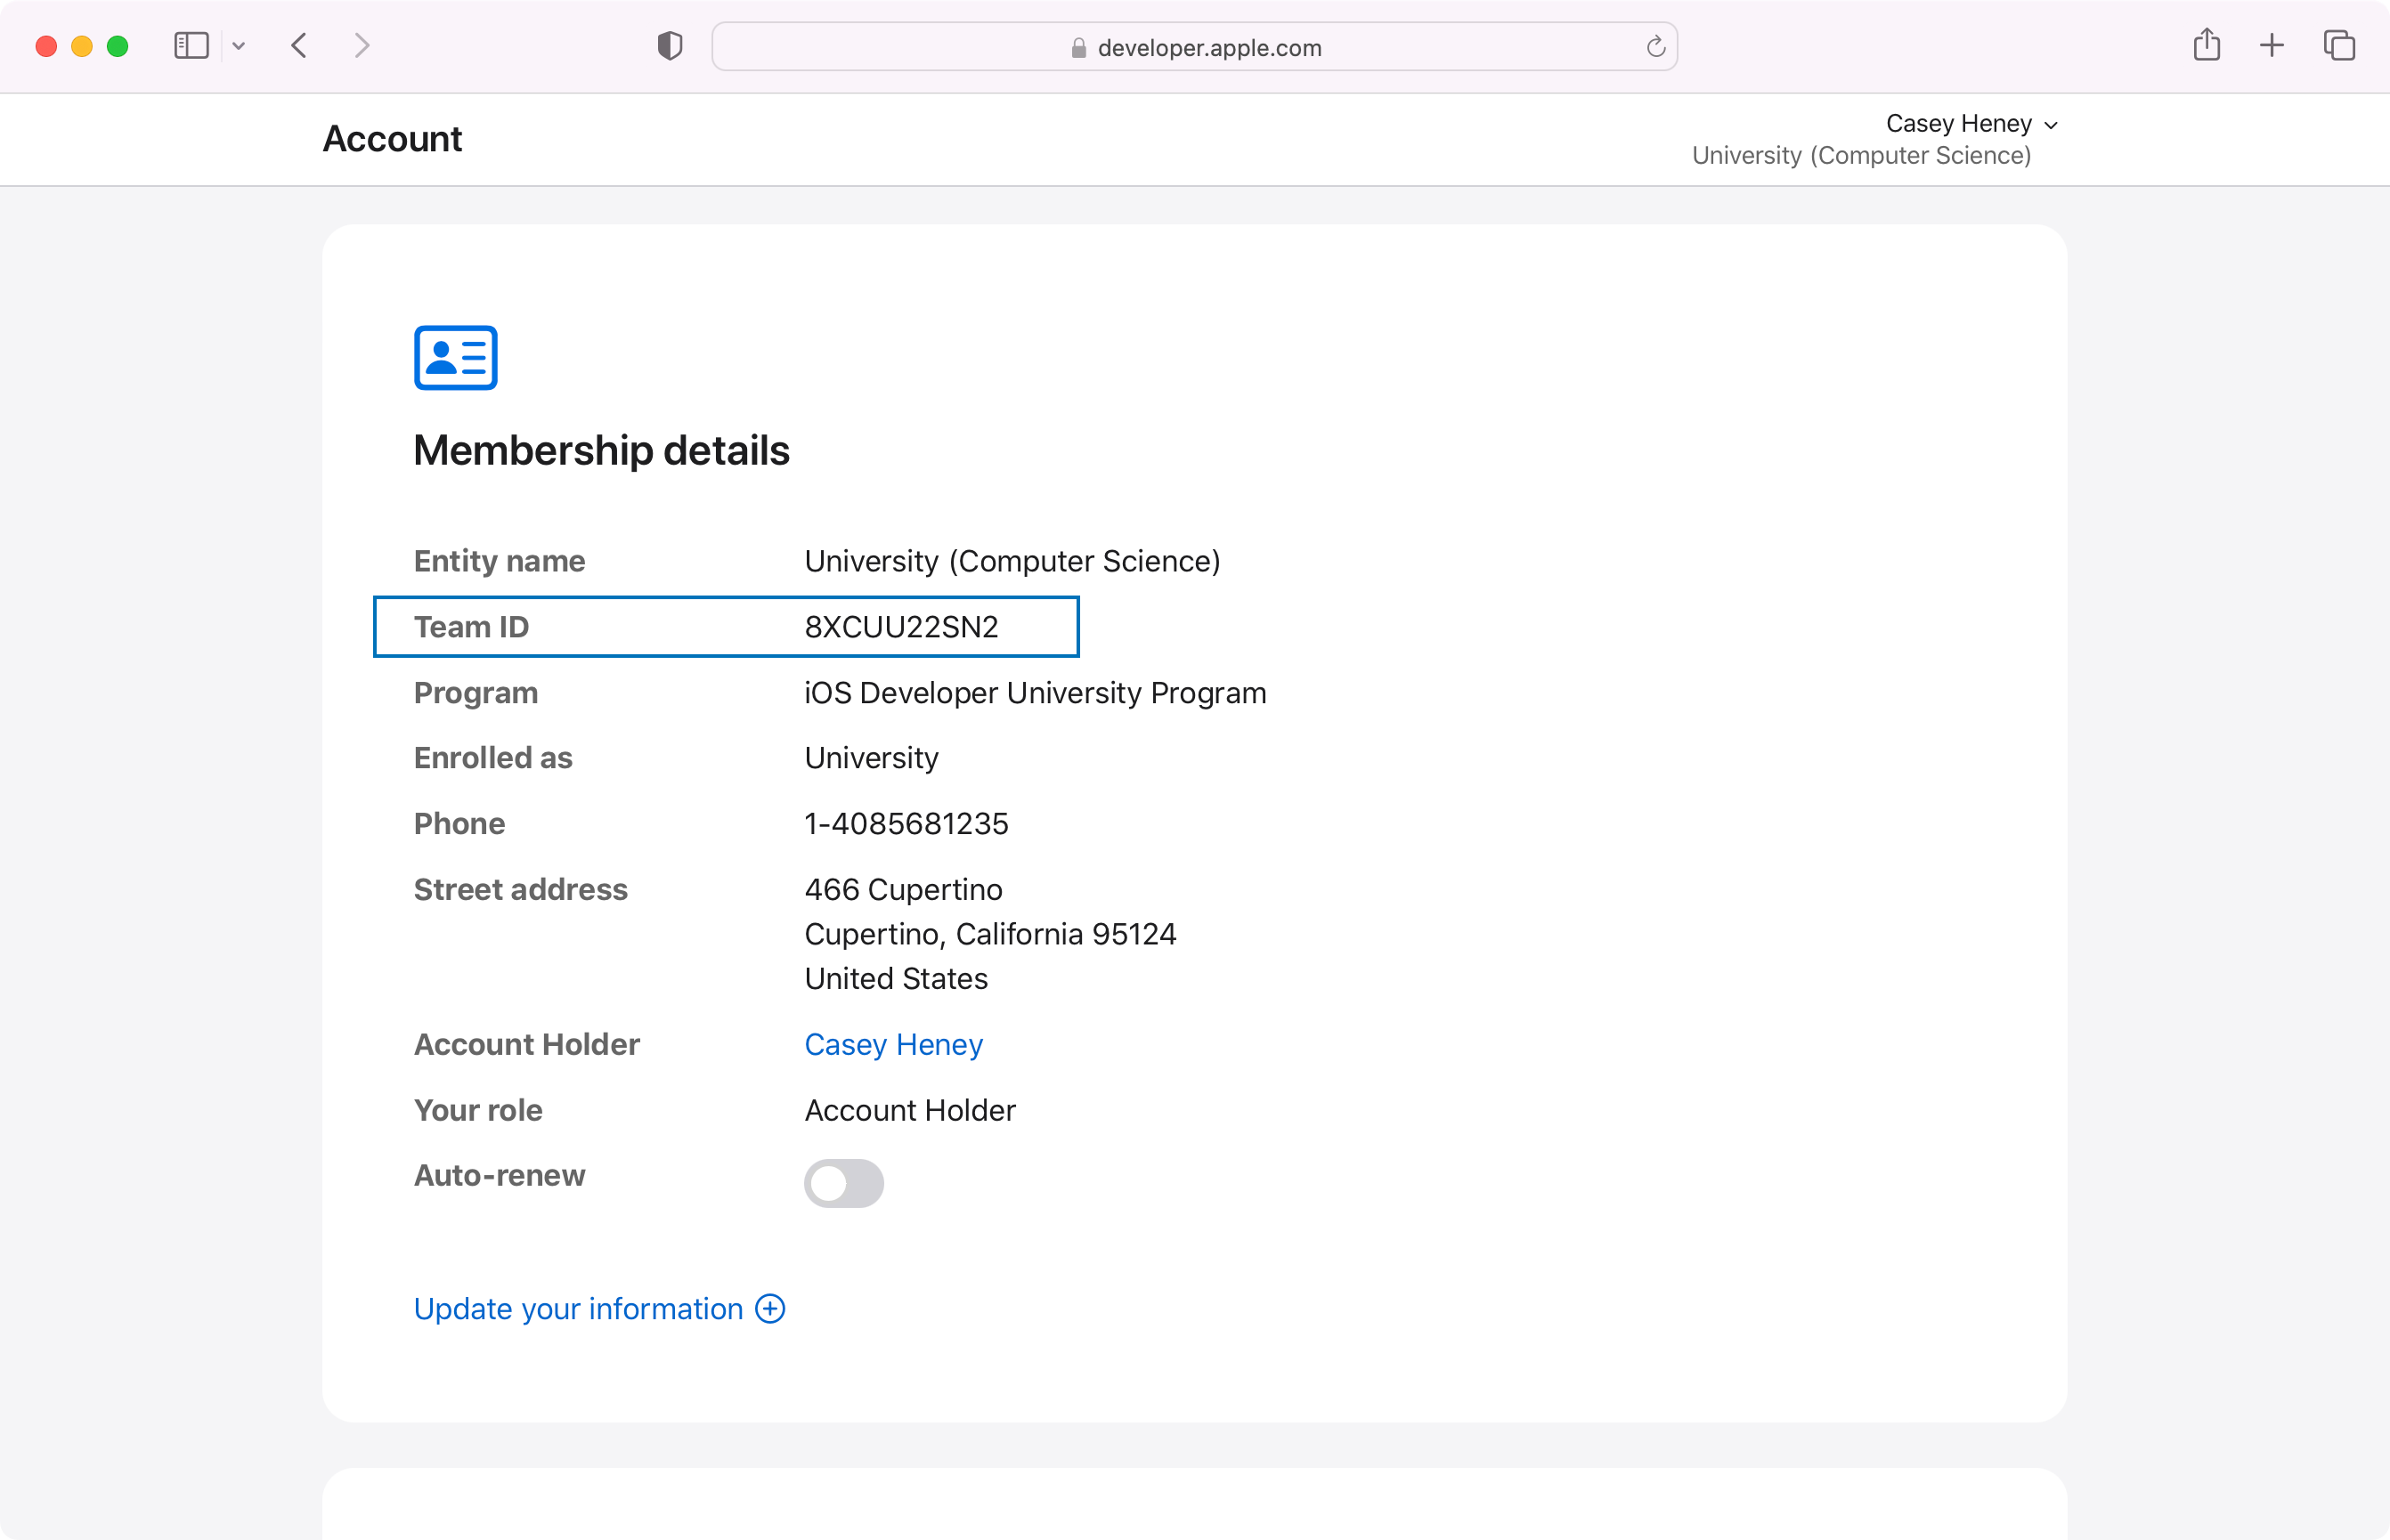 developer.apple.com
Account
Casey Heney
University (Computer Science)
Membership details
Entity name University (Computer Science)
Team ID 8XCUU22SN2
Program iOS Developer University Program
Enrolled as University
Phone 1-4085681235
Street address 466 Cupertino
Cupertino, California 95124
United States
Account Holder Casey Heney
Your role Account Holder
Auto-renew
Update your information